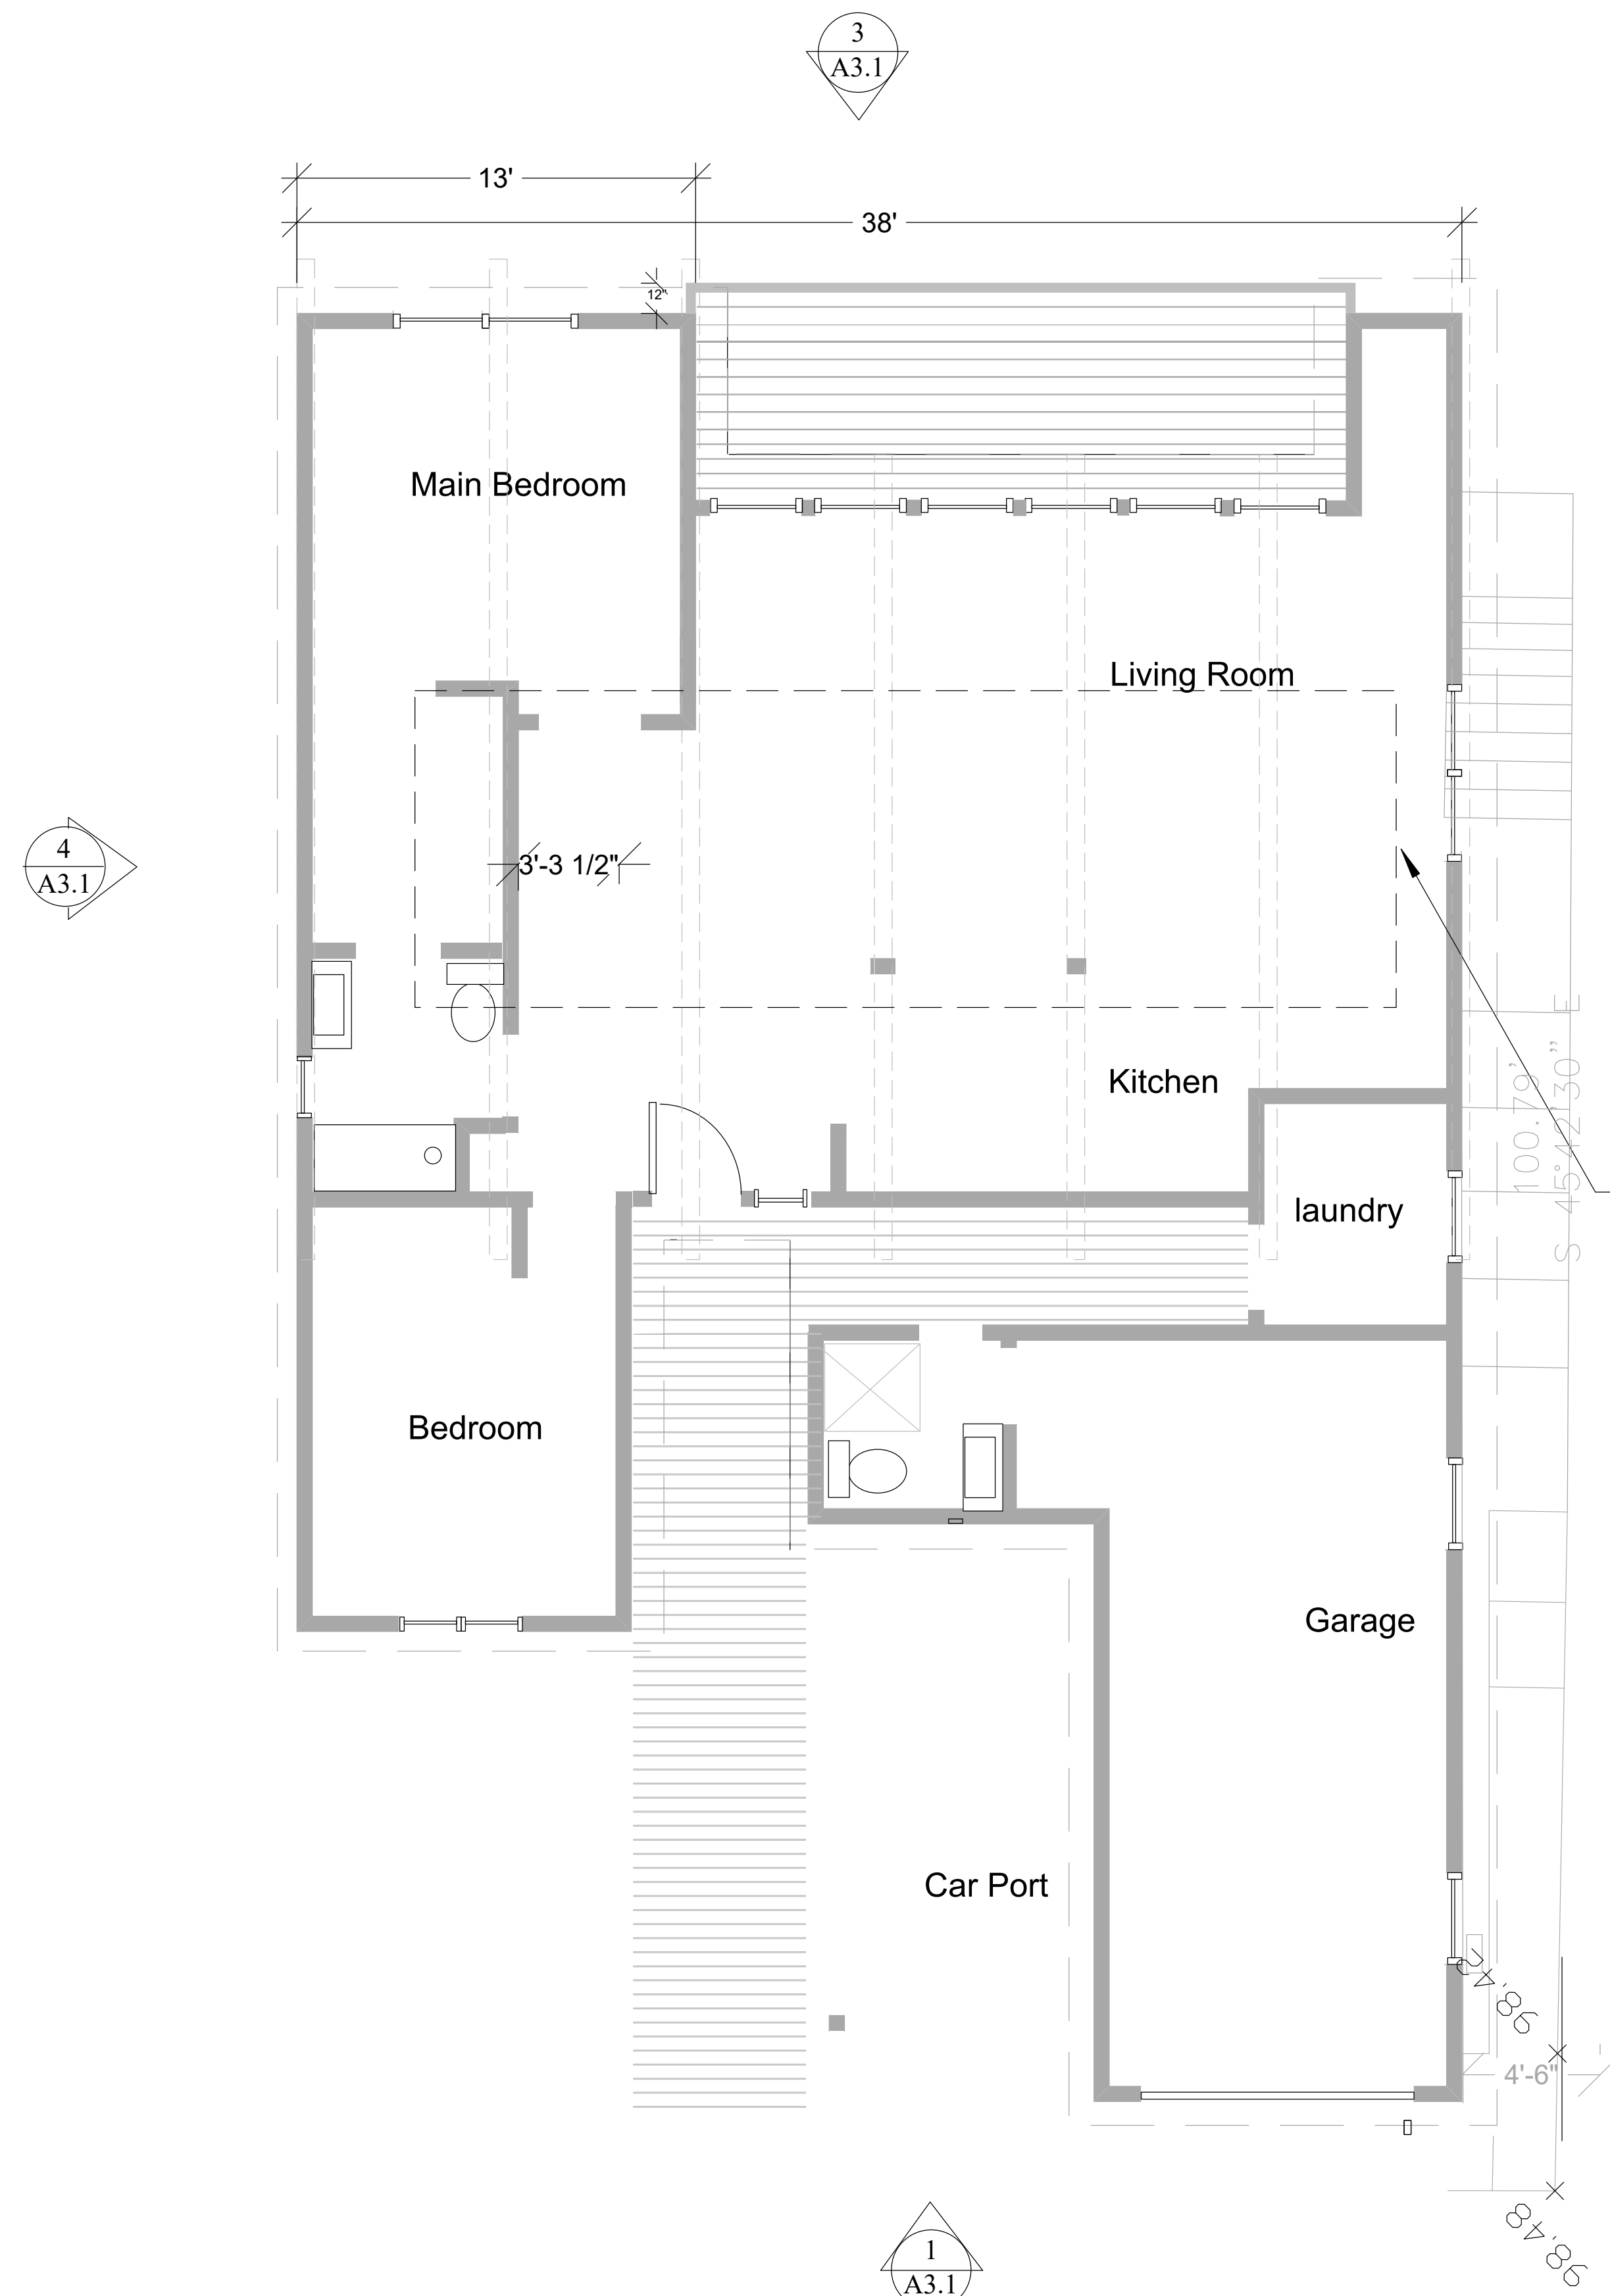 3
A3.1
13'
38'
12"
Main Bedroom
Living Room
4
A3.1
3'-3 1/2"
100.79'
S 45°42'30" E
Kitchen
laundry
Bedroom
Garage
Car Port
98.42
4'-6"
98.48
1
A3.1